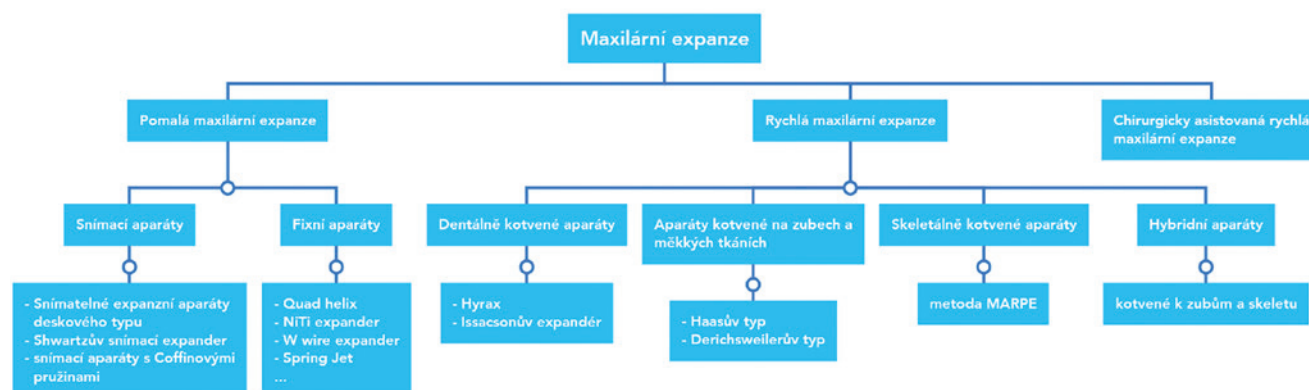 Maxilární expanze
Pomalá maxilární expanze
Rychlá maxilární expanze
Chirurgicky asistovaná rychlá
maxilární expanze
Snímací aparáty
Fixní aparáty
Dentálně kotvené aparáty
Aparáty kotvené na zubech a
měkkých tkáních
Skeletálně kotvené aparáty
Hybridní aparáty
- Snímatelné expanzní aparáty
deskového typu
- Shwartzův snímací expander
- snímací aparáty s Coffinovými
pružinami
- Quad helix
- NiTi expander
- W wire expander
- Spring Jet
...
- Hyrax
- Issacsonův expandér
- Haasův typ
- Derichsweilerův typ
metoda MARPE
kotvené k zubům a skeletu